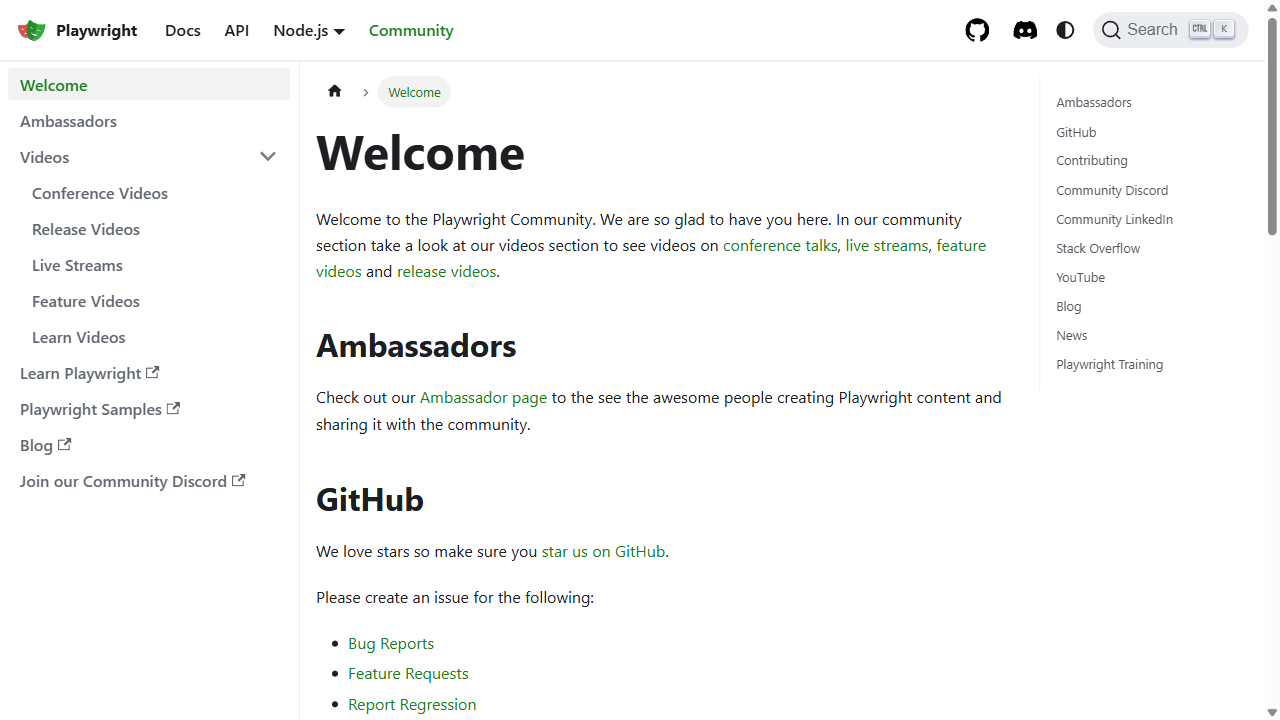 Playwright
Docs
API
Node.js
Community
Search
CTRL
K
Welcome
Ambassadors
Videos
Conference Videos
Release Videos
Live Streams
Feature Videos
Learn Videos
Learn Playwright
Playwright Samples
Blog
Join our Community Discord
Welcome
Welcome
Welcome to the Playwright Community. We are so glad to have you here. In our community
section take a look at our videos section to see videos on conference talks, live streams, feature
videos and release videos.
Ambassadors
Check out our Ambassador page to the see the awesome people creating Playwright content and
sharing it with the community.
GitHub
We love stars so make sure you star us on GitHub.
Please create an issue for the following:
Bug Reports
Feature Requests
Report Regression
Ambassadors
GitHub
Contributing
Community Discord
Community LinkedIn
Stack Overflow
YouTube
Blog
News
Playwright Training